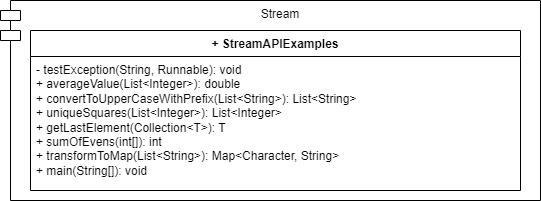 Stream
+ StreamAPIExamples
- testException(String, Runnable): void
+ averageValue(List<Integer>): double
+ convertToUpperCaseWithPrefix(List<String>): List<String>
+ uniqueSquares(List<Integer>): List<Integer>
+ getLastElement(Collection<T>): T
+ sumOfEvens(int[]): int
+ transformToMap(List<String>): Map<Character, String>
+ main(String[]): void